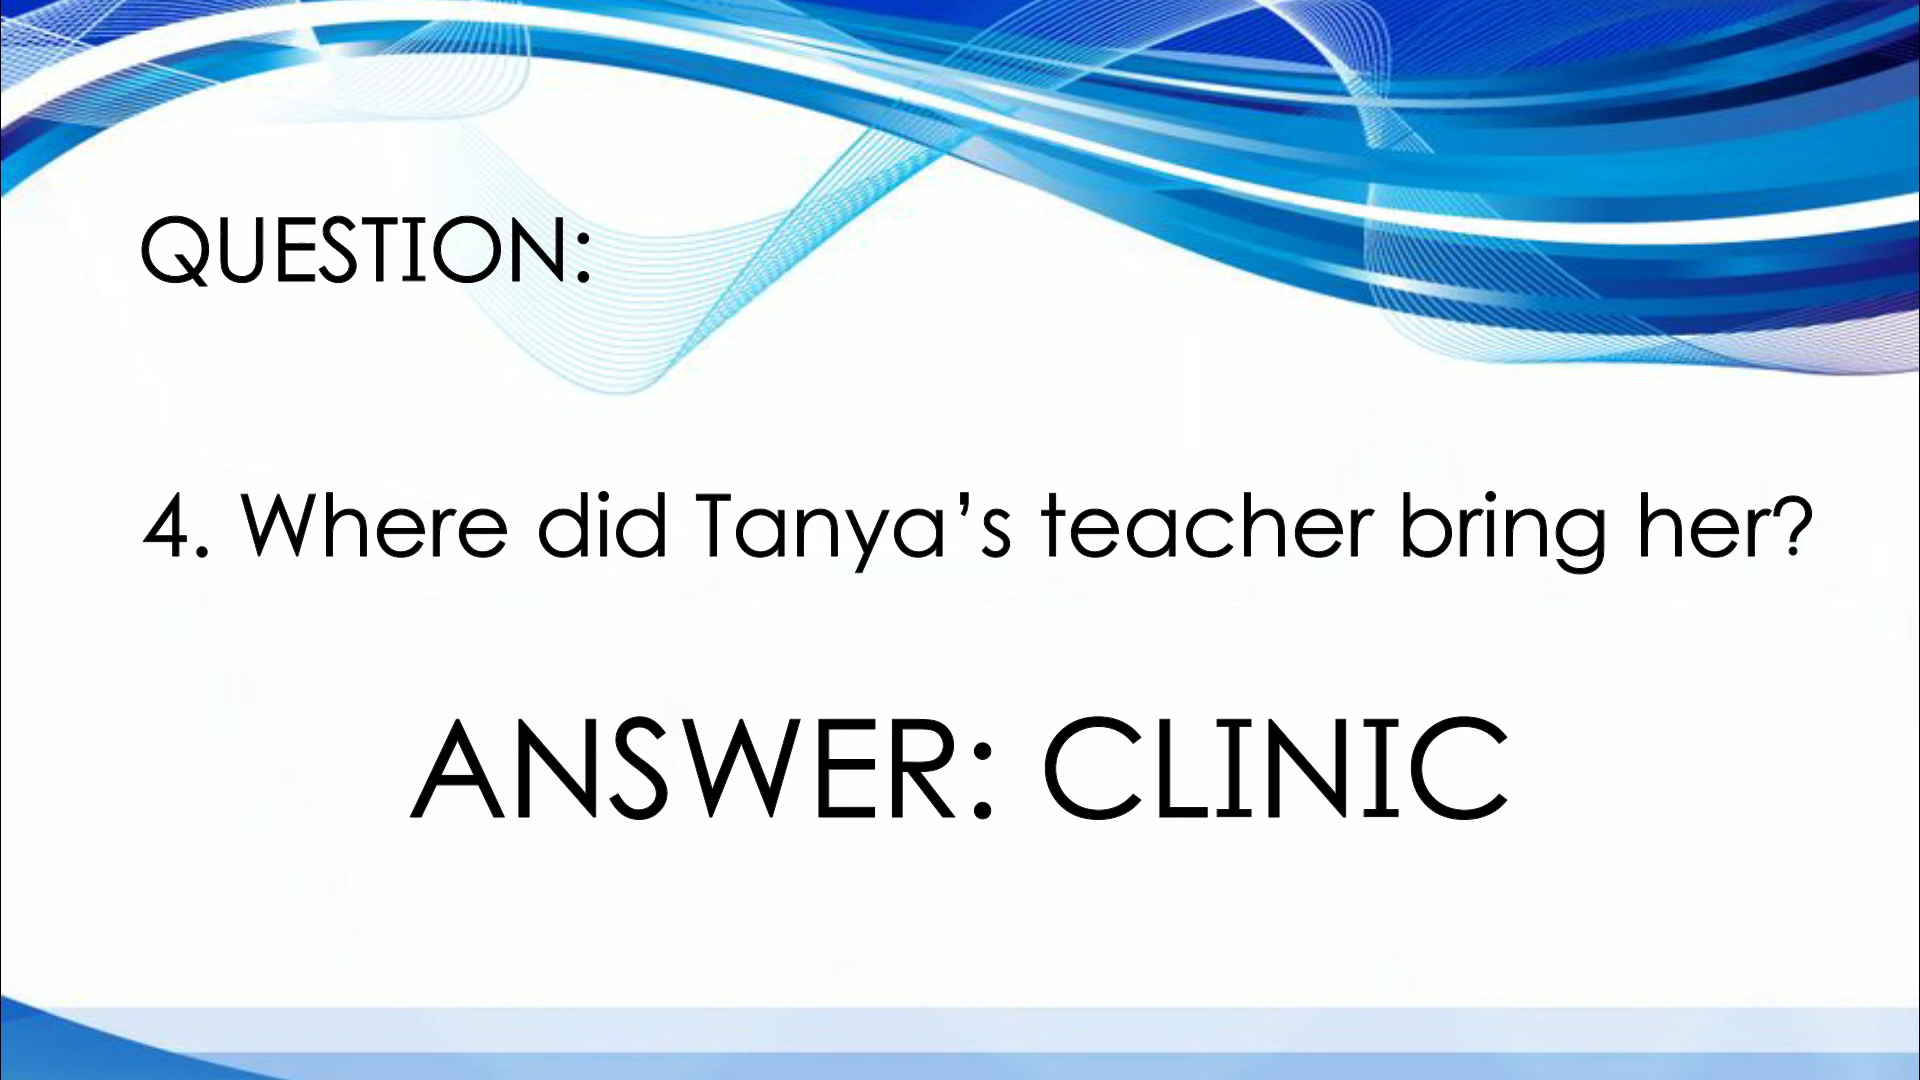 QUESTION:
4. Where did Tanya’s teacher bring her?
ANSWER: CLINIC